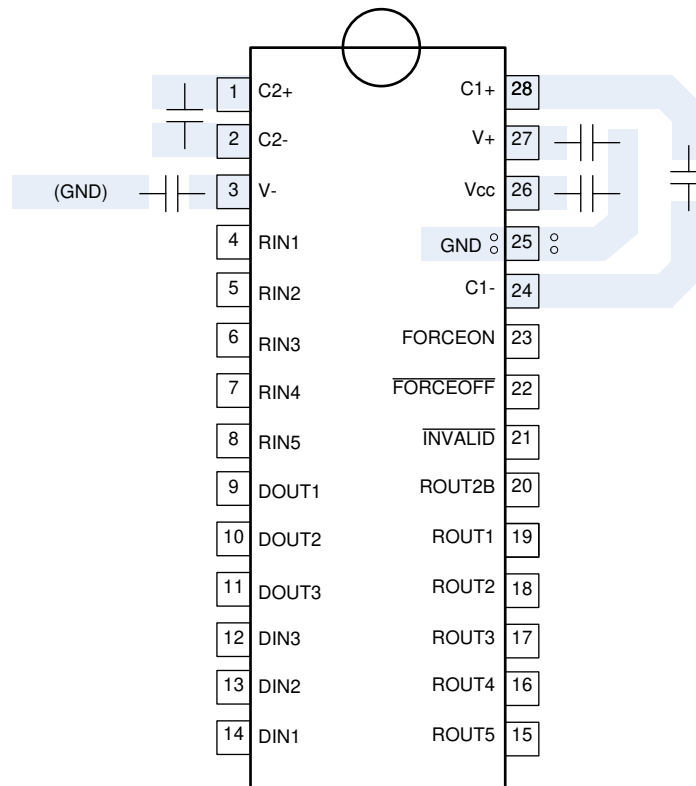 1 C2+ C1+ 28
2 C2- V+ 27
(GND) 3 V- Vcc 26
4 RIN1 GND 25
5 RIN2 C1- 24
6 RIN3 FORCEON 23
7 RIN4 FORCEOFF 22
8 RIN5 INVALID 21
9 DOUT1 ROUT2B 20
10 DOUT2 ROUT1 19
11 DOUT3 ROUT2 18
12 DIN3 ROUT3 17
13 DIN2 ROUT4 16
14 DIN1 ROUT5 15